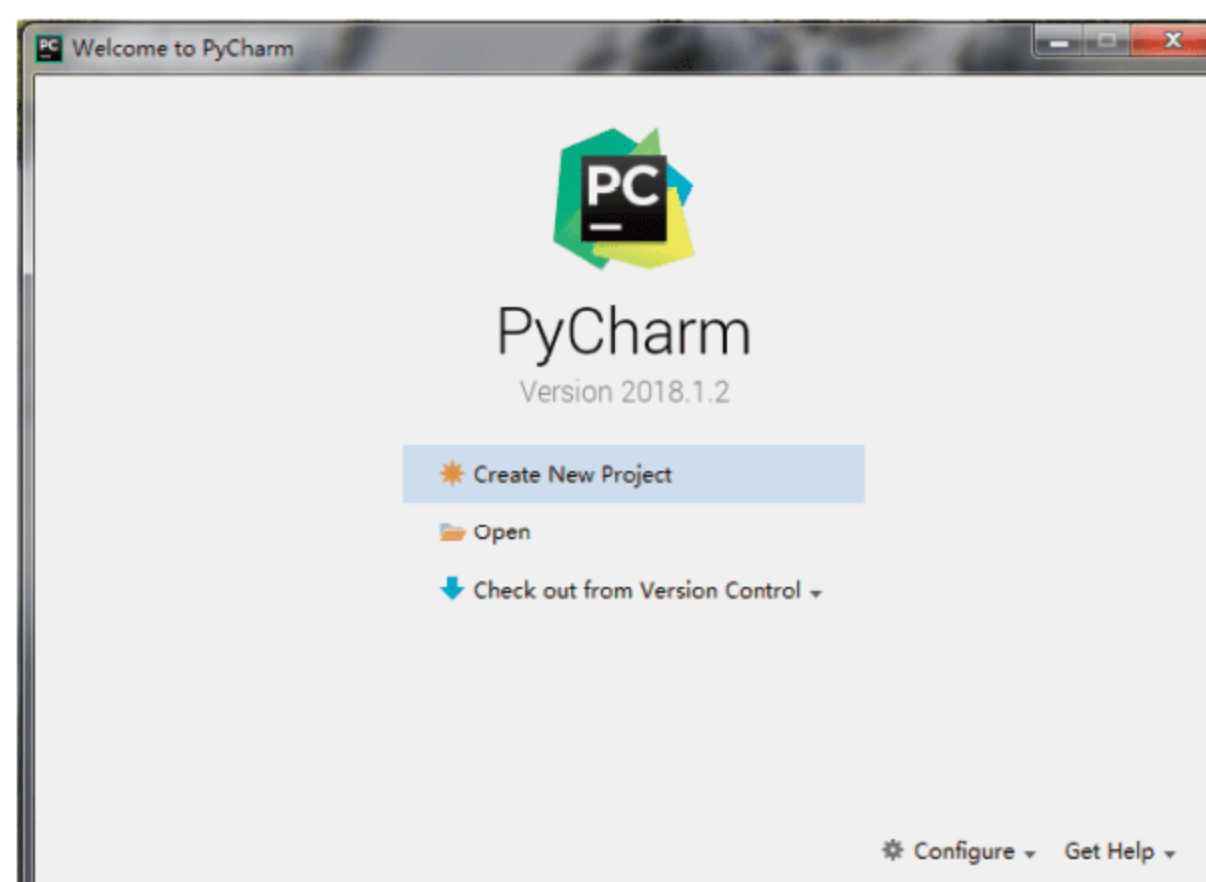 PC Welcome to PyCharm
PC
PyCharm
Version 2018.1.2
Create New Project
Open
Check out from Version Control
Configure Get Help